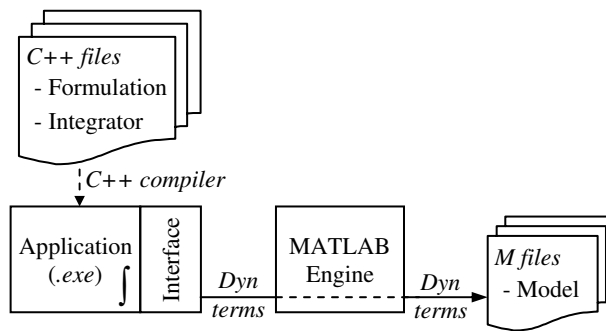 C++ files
- Formulation
- Integrator
C++ compiler
Application
(.exe)
∫
Interface
MATLAB
Engine
Dyn
terms
Dyn
terms
M files
- Model